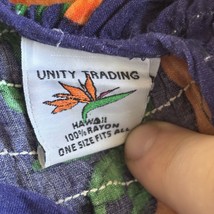 UNITY TRADING
HAWAII
100% RAYON
ONE SIZE FITS ALL